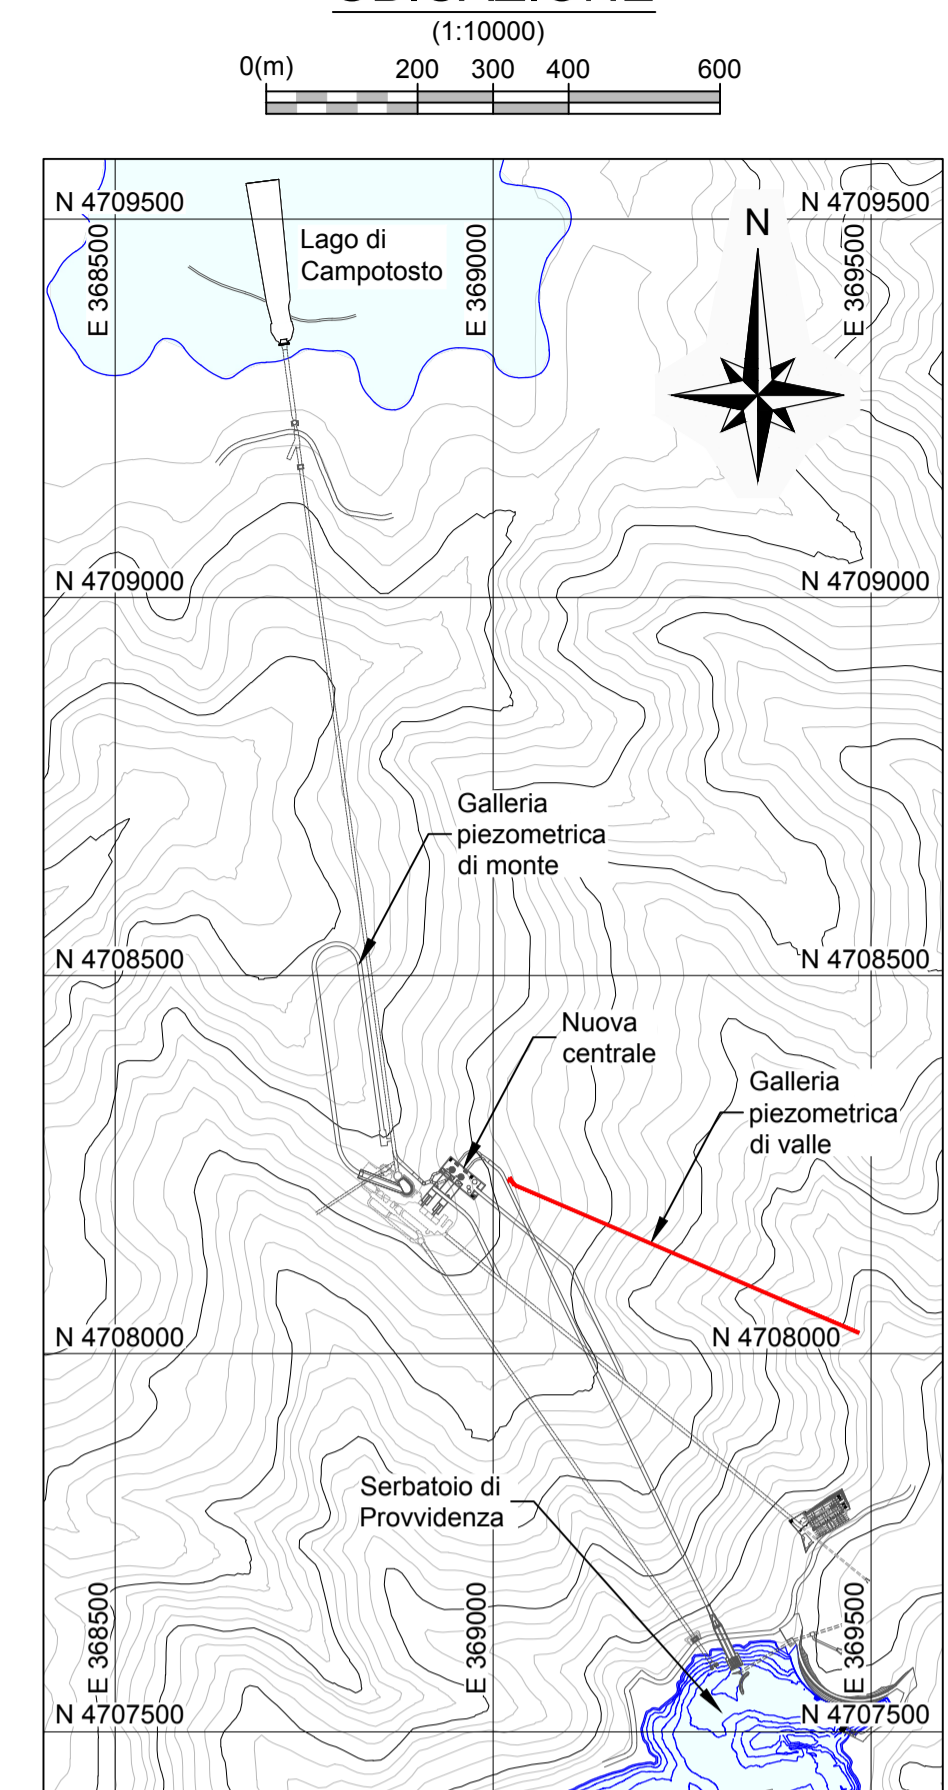 (1:10000)
0(m) 200 300 400 600
N 4709500
N 4709500
E 368500
Lago di
Campotosto
E 369000
N
E 369500
N 4709000
N 4709000
Galleria
piezometrica
di monte
N 4708500
N 4708500
Nuova
centrale
Galleria
piezometrica
di valle
N 4708000
N 4708000
Serbatoio di
Provvidenza
E 368500
E 369000
E 369500
N 4707500
N 4707500